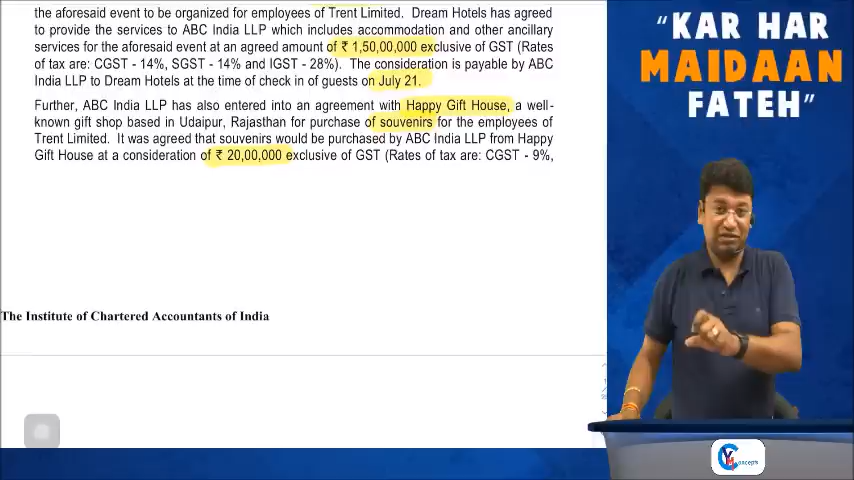 the aforesaid event to be organized for employees of Trent Limited. Dream Hotels has agreed
to provide the services to ABC India LLP which includes accommodation and other ancillary
services for the aforesaid event at an agreed amount of ₹ 1,50,00,000 exclusive of GST (Rates
of tax are: CGST - 14%, SGST - 14% and IGST - 28%). The consideration is payable by ABC
India LLP to Dream Hotels at the time of check in of guests on July 21.
Further, ABC India LLP has also entered into an agreement with Happy Gift House, a well-
known gift shop based in Udaipur, Rajasthan for purchase of souvenirs for the employees of
Trent Limited. It was agreed that souvenirs would be purchased by ABC India LLP from Happy
Gift House at a consideration of ₹ 20,00,000 exclusive of GST (Rates of tax are: CGST - 9%,
The Institute of Chartered Accountants of India
"KAR HAR
MAIDAAN
FATEH"
oncepts